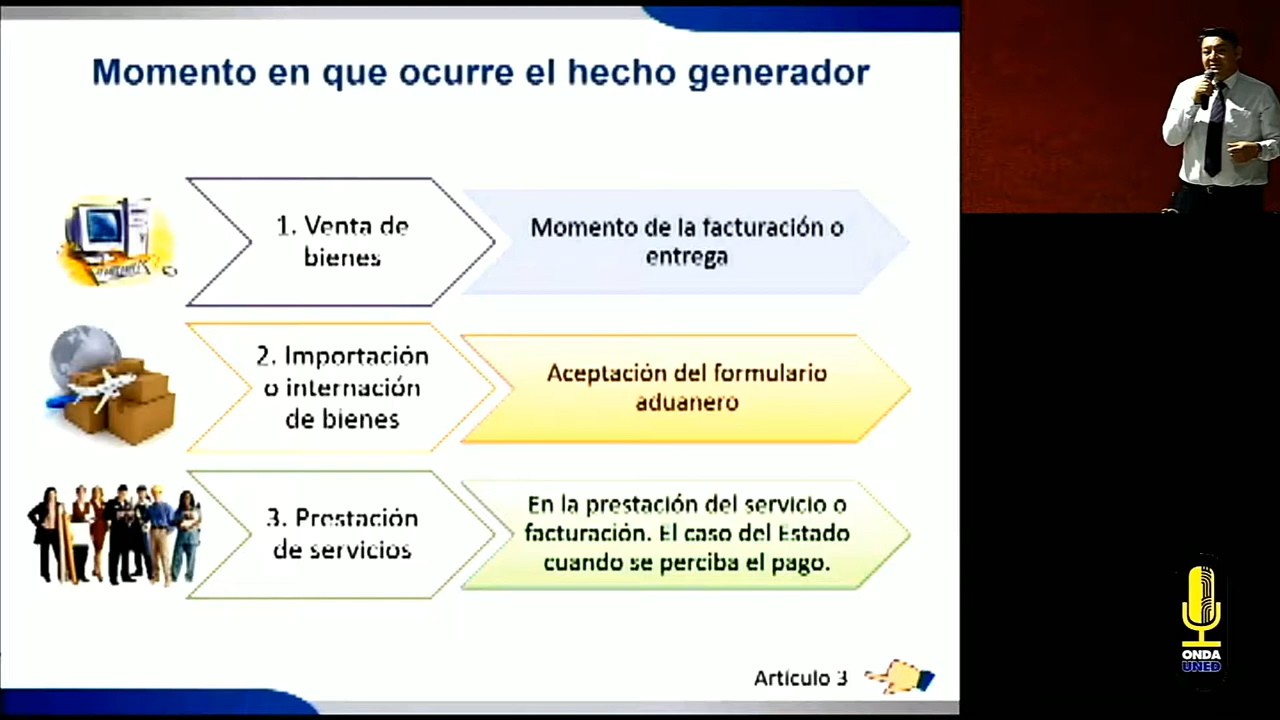 Momento en que ocurre el hecho generador
1. Venta de
bienes
Momento de la facturación o
entrega
2. Importación
o internación
de bienes
Aceptación del formulario
aduanero
3. Prestación
de servicios
En la prestación del servicio o
facturación. El caso del Estado
cuando se perciba el pago.
Artículo 3
ONDA
UNED